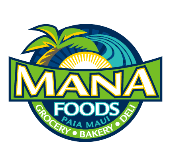 MANA
FOODS
PAIA MAUI
GROCERY • BAKERY • DELI